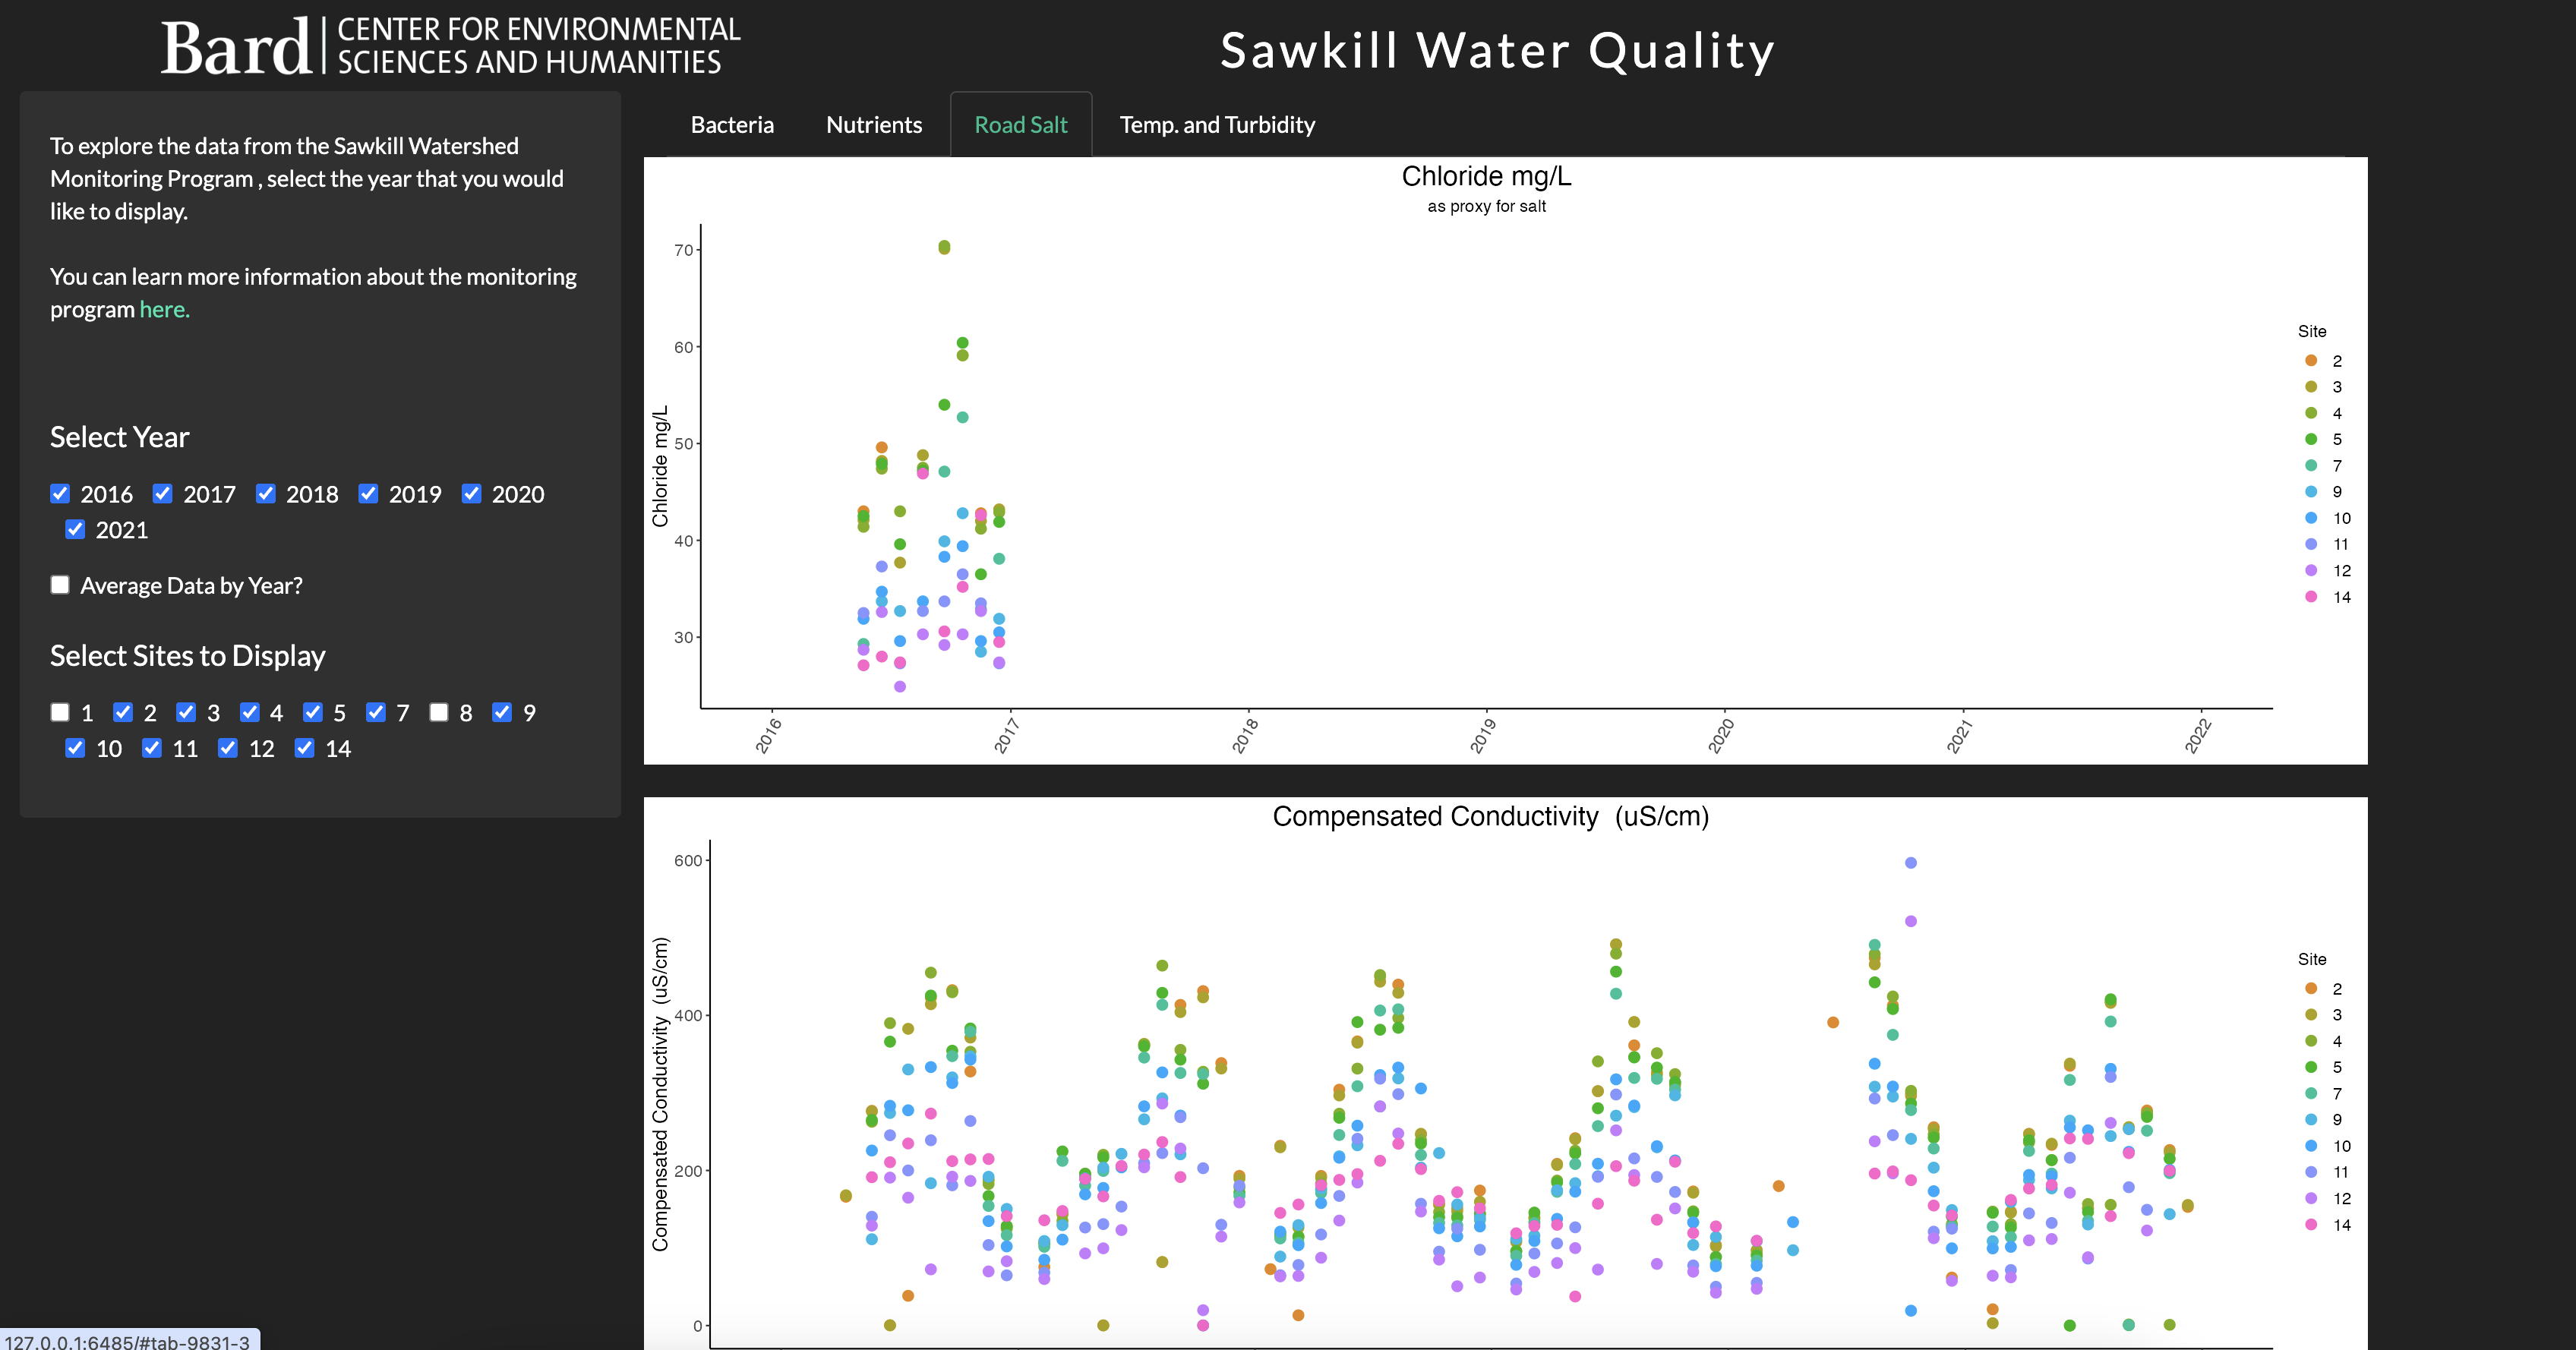 Bard
CENTER FOR ENVIRONMENTAL
SCIENCES AND HUMANITIES
Sawkill Water Quality
To explore the data from the Sawkill Watershed
Monitoring Program , select the year that you would
like to display.
You can learn more information about the monitoring
program here.
Select Year
2016 2017 2018 2019 2020
2021
Average Data by Year?
Select Sites to Display
1 2 3 4 5 7 8 9
10 11 12 14
Bacteria Nutrients Road Salt Temp. and Turbidity
Chloride mg/L
as proxy for salt
Chloride mg/L
70
60
50
40
30
2016 2017 2018 2019 2020 2021 2022
Site
2
3
4
5
7
9
10
11
12
14
Compensated Conductivity (uS/cm)
Compensated Conductivity (uS/cm)
600
400
200
0
Site
2
3
4
5
7
9
10
11
12
14
127.0.0.1:6485/#tab-9831-3